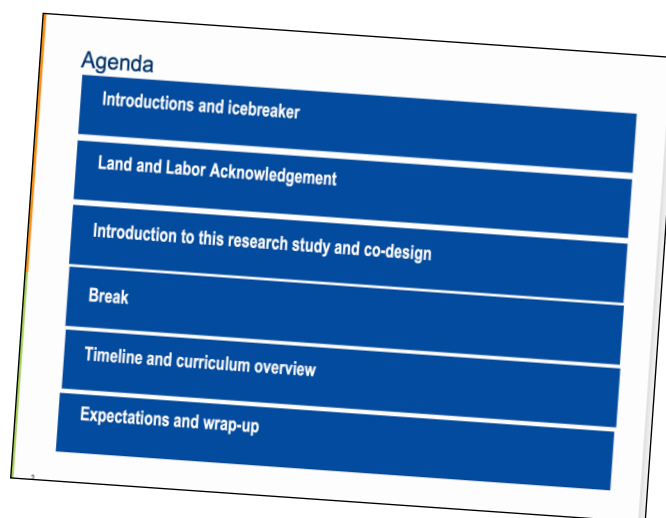 Agenda
Introductions and icebreaker
Land and Labor Acknowledgement
Introduction to this research study and co-design
Break
Timeline and curriculum overview
Expectations and wrap-up